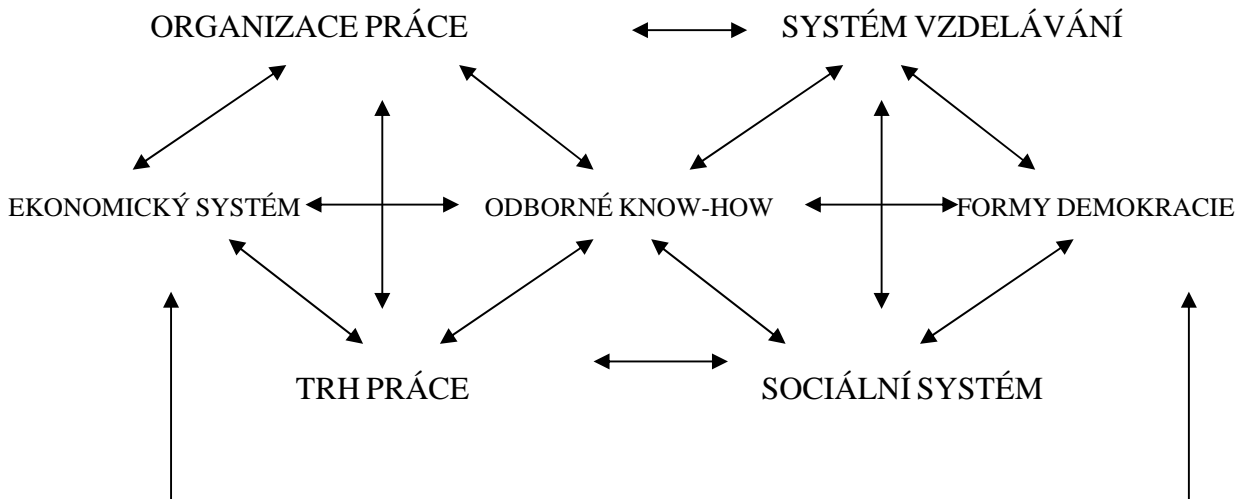 ORGANIZACE PRÁCE SYSTÉM VZDELÁVÁNÍ
EKONOMICKÝ SYSTÉM ODBORNÉ KNOW-HOW FORMY DEMOKRACIE
TRH PRÁCE SOCIÁLNÍ SYSTÉM